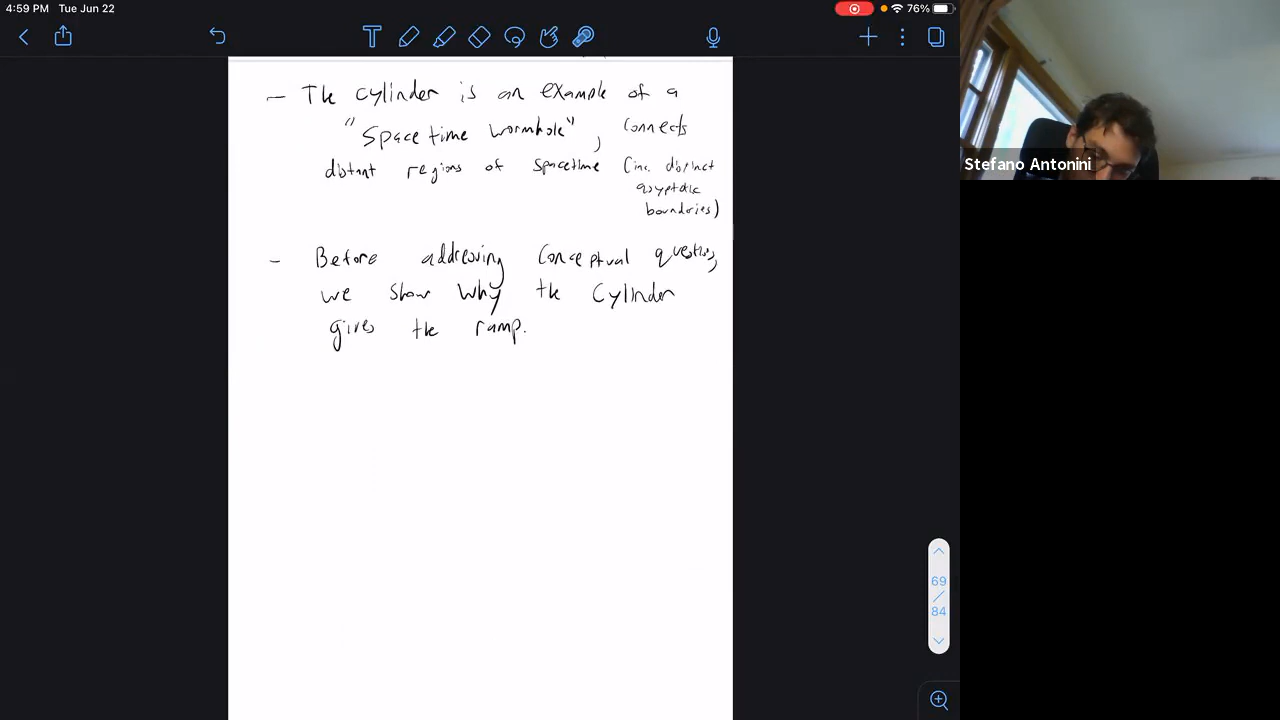 4:59 PM Tue Jun 22
76%
T
- The cylinder is an example of a
"Spacetime wormhole", connects
distant regions of spacetime (inc. distinct
asymptotic
boundaries)
- Before addressing conceptual questions,
we show why the cylinder
gives the ramp.
69
/
84
Stefano Antonini